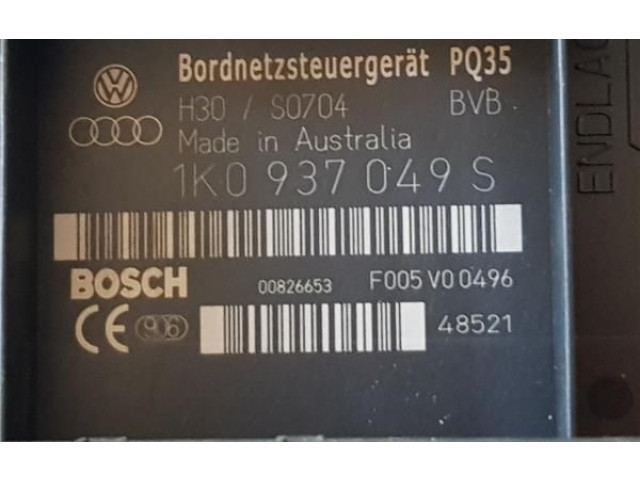 Bordnetzsteuergerät PQ35
H30 / S0704 BVB
Made in Australia
1K0 937 049 S
BOSCH 00826653 F005 V0 0496
CE 906 48521
ENDLAG